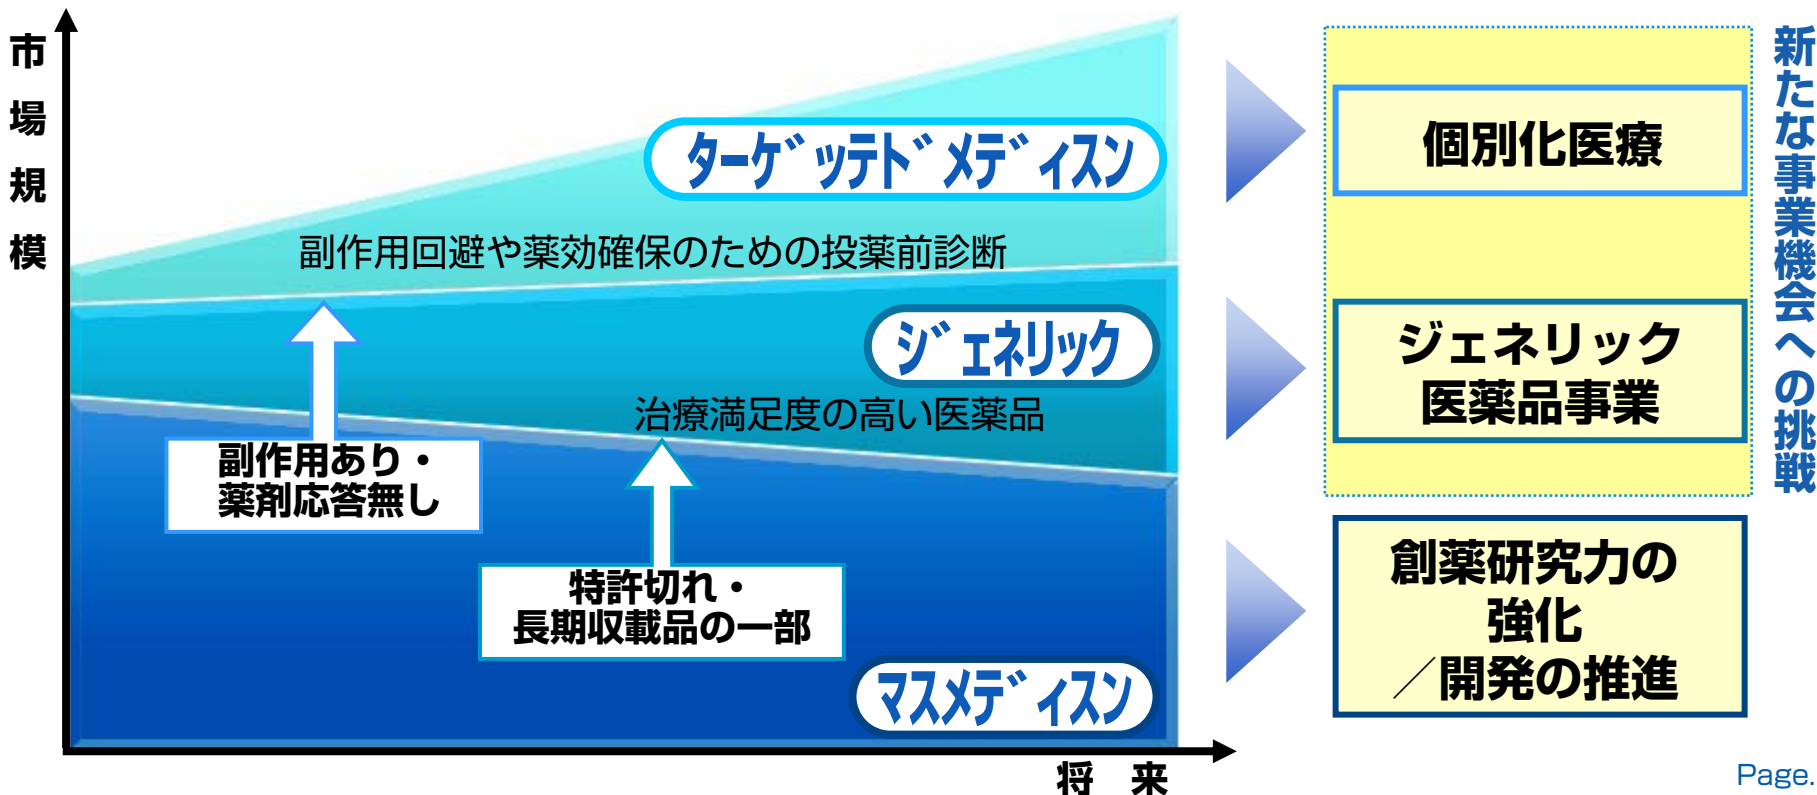 市場規模
ﾀｰｹﾞｯﾃﾄﾞﾒﾃﾞｨｽﾝ
副作用回避や薬効確保のための投薬前診断
ｼﾞｪﾈﾘｯｸ
治療満足度の高い医薬品
副作用あり・
薬剤応答無し
特許切れ・
長期収載品の一部
ﾏｽﾒﾃﾞｨｽﾝ
将 来
個別化医療
ジェネリック
医薬品事業
創薬研究力の
強化
／開発の推進
新たな事業機会への挑戦
Page.